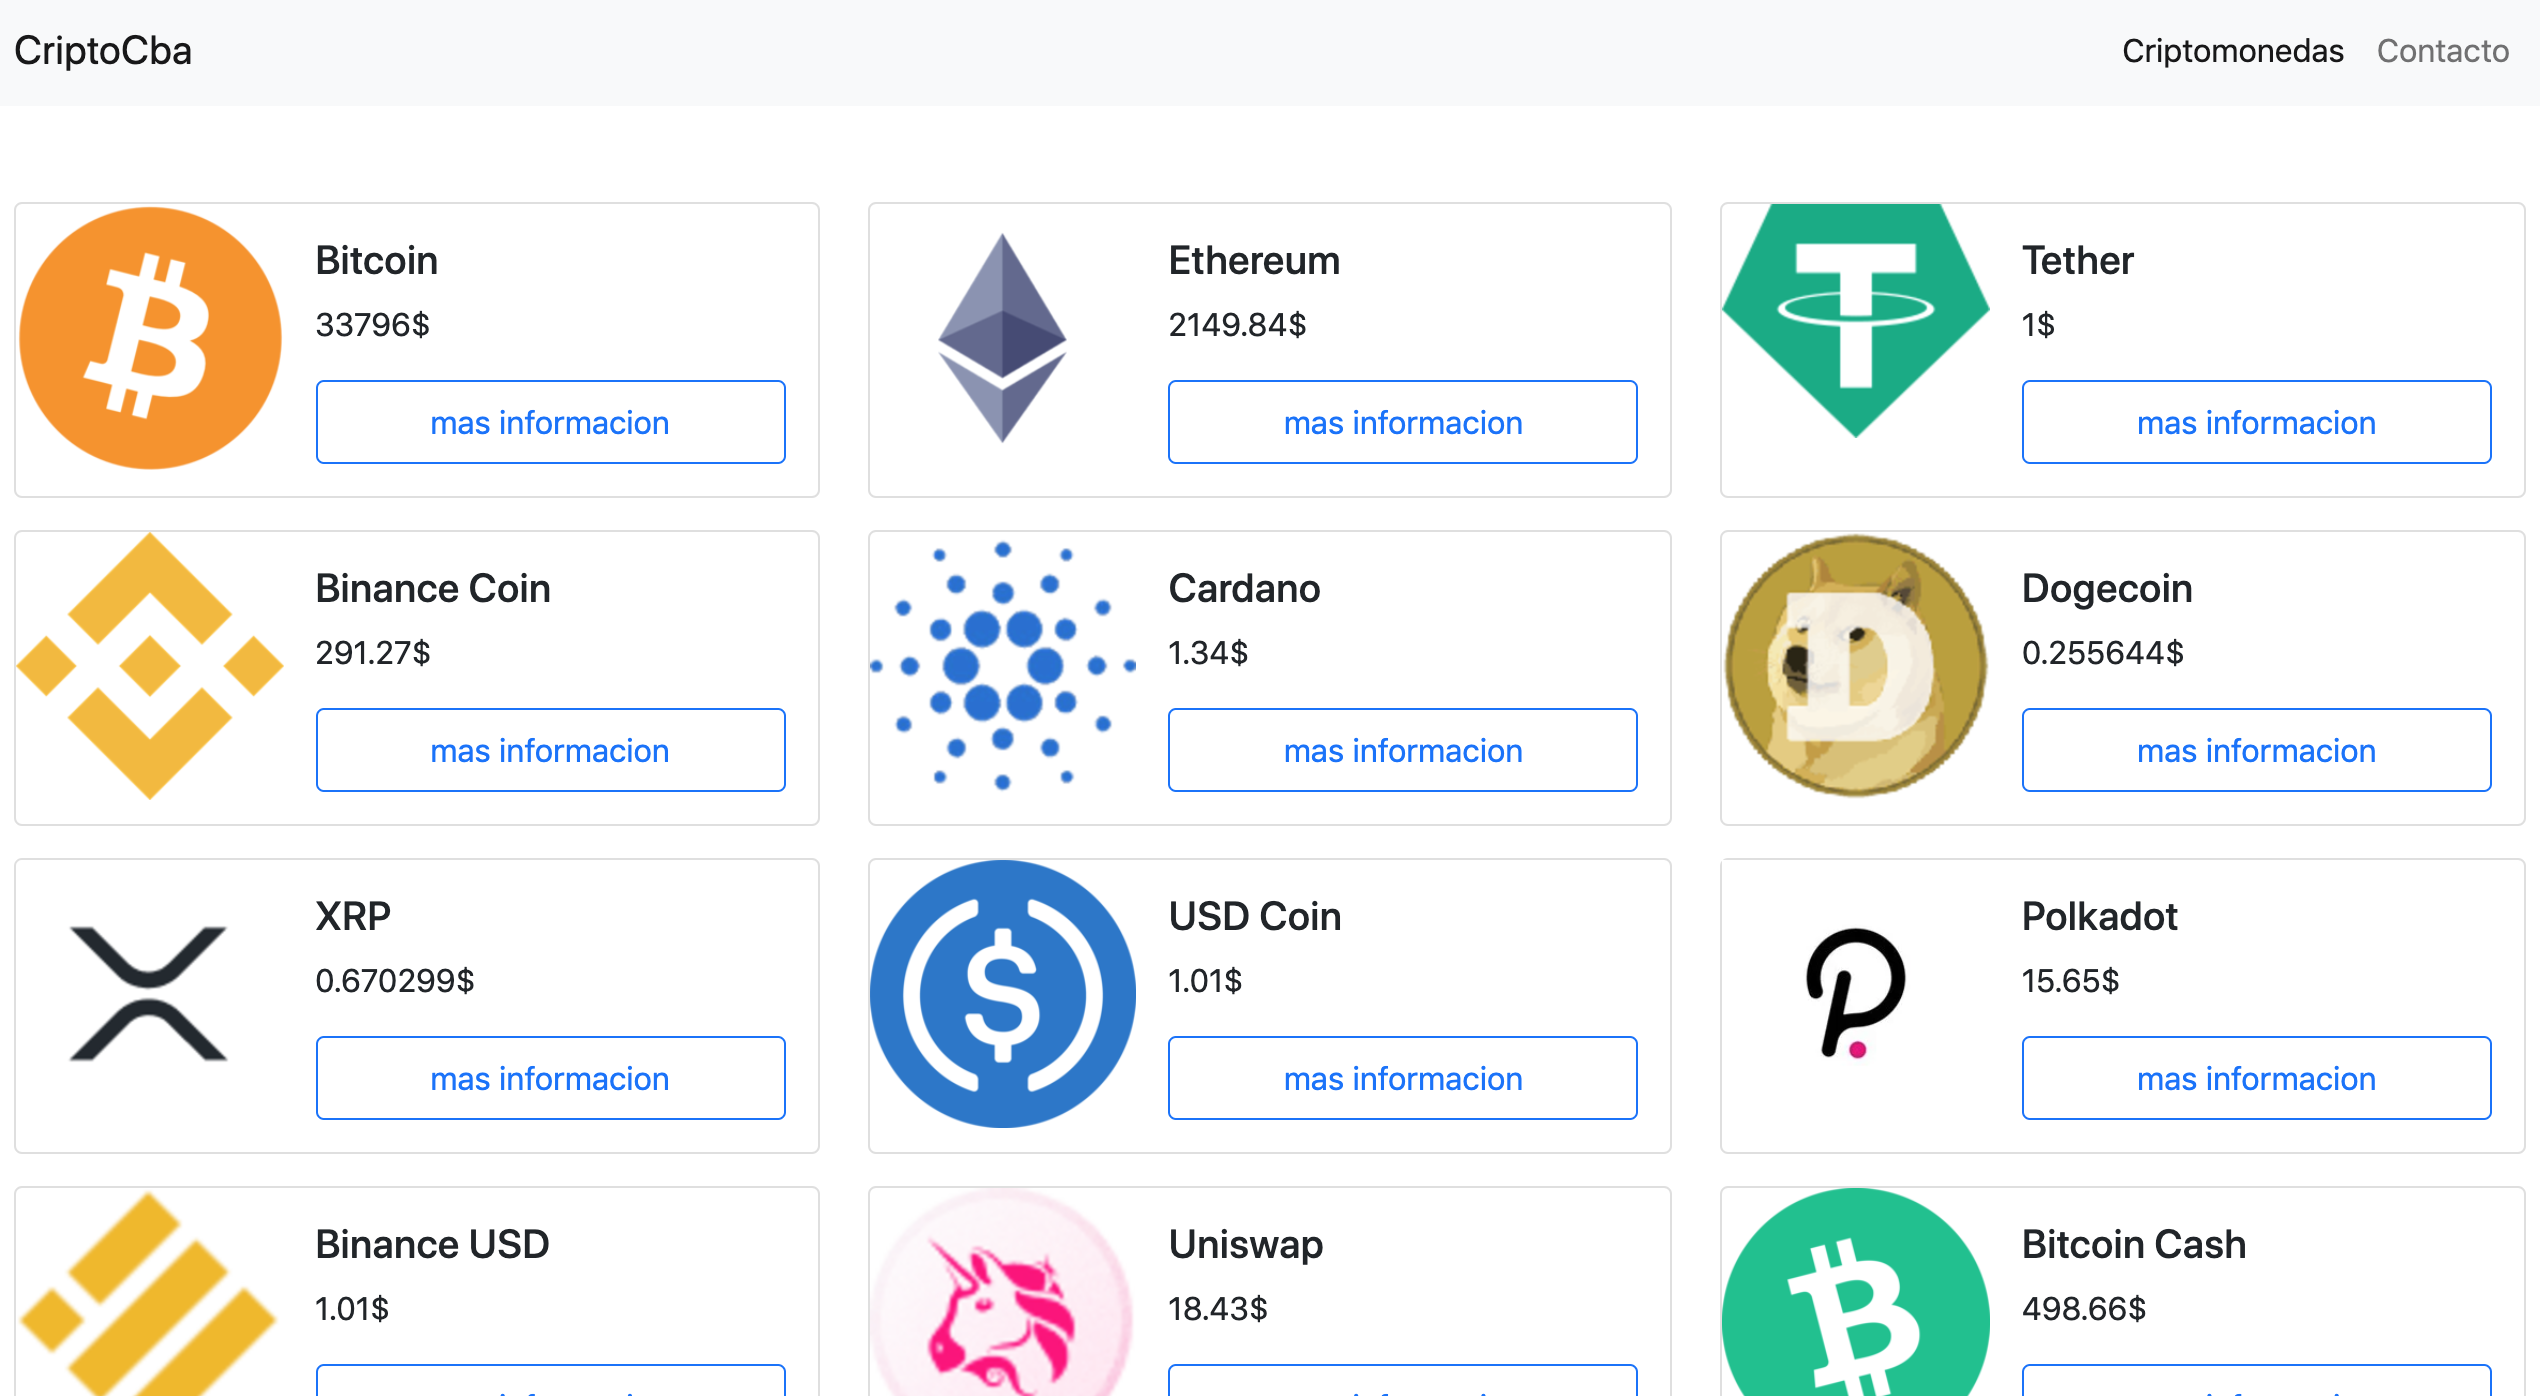 CriptoCba
Criptomonedas Contacto
Bitcoin
33796$
mas informacion
Ethereum
2149.84$
mas informacion
Tether
1$
mas informacion
Binance Coin
291.27$
mas informacion
Cardano
1.34$
mas informacion
Dogecoin
0.255644$
mas informacion
XRP
0.670299$
mas informacion
USD Coin
1.01$
mas informacion
Polkadot
15.65$
mas informacion
Binance USD
1.01$
Uniswap
18.43$
Bitcoin Cash
498.66$